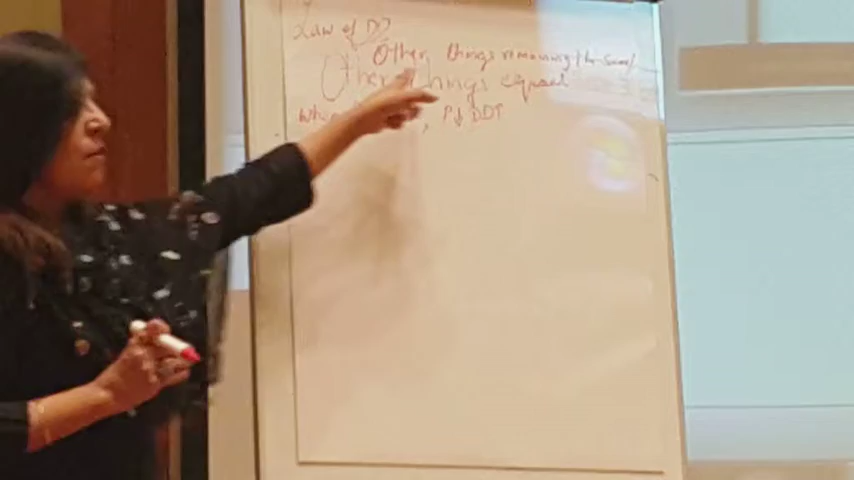 Law of DD
Other things remaining the same/
Other things equal
P↓ DD↑